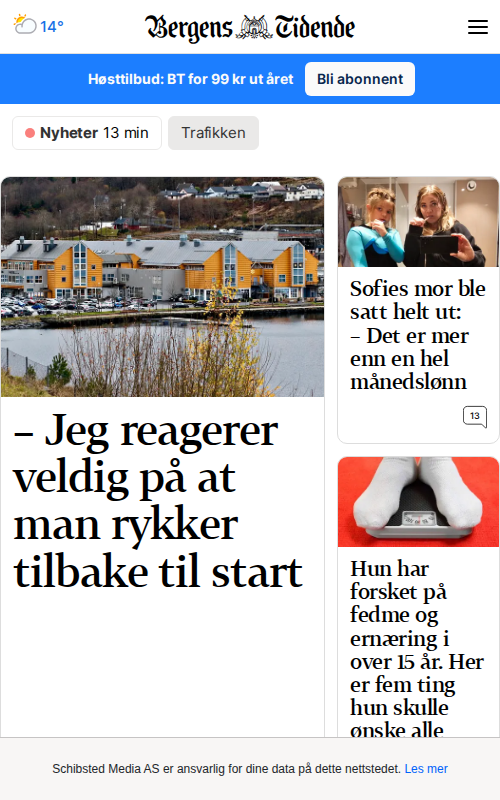 14°
Bergens Tidende
Høsttilbud: BT for 99 kr ut året
Bli abonnent
Nyheter 13 min
Trafikken
– Jeg reagerer
veldig på at
man rykker
tilbake til start
Sofies mor ble
satt helt ut:
– Det er mer
enn en hel
månedslønn
13
Hun har
forsket på
fedme og
ernæring i
over 15 år. Her
er fem ting
hun skulle
ønske alle
Schibsted Media AS er ansvarlig for dine data på dette nettstedet. Les mer